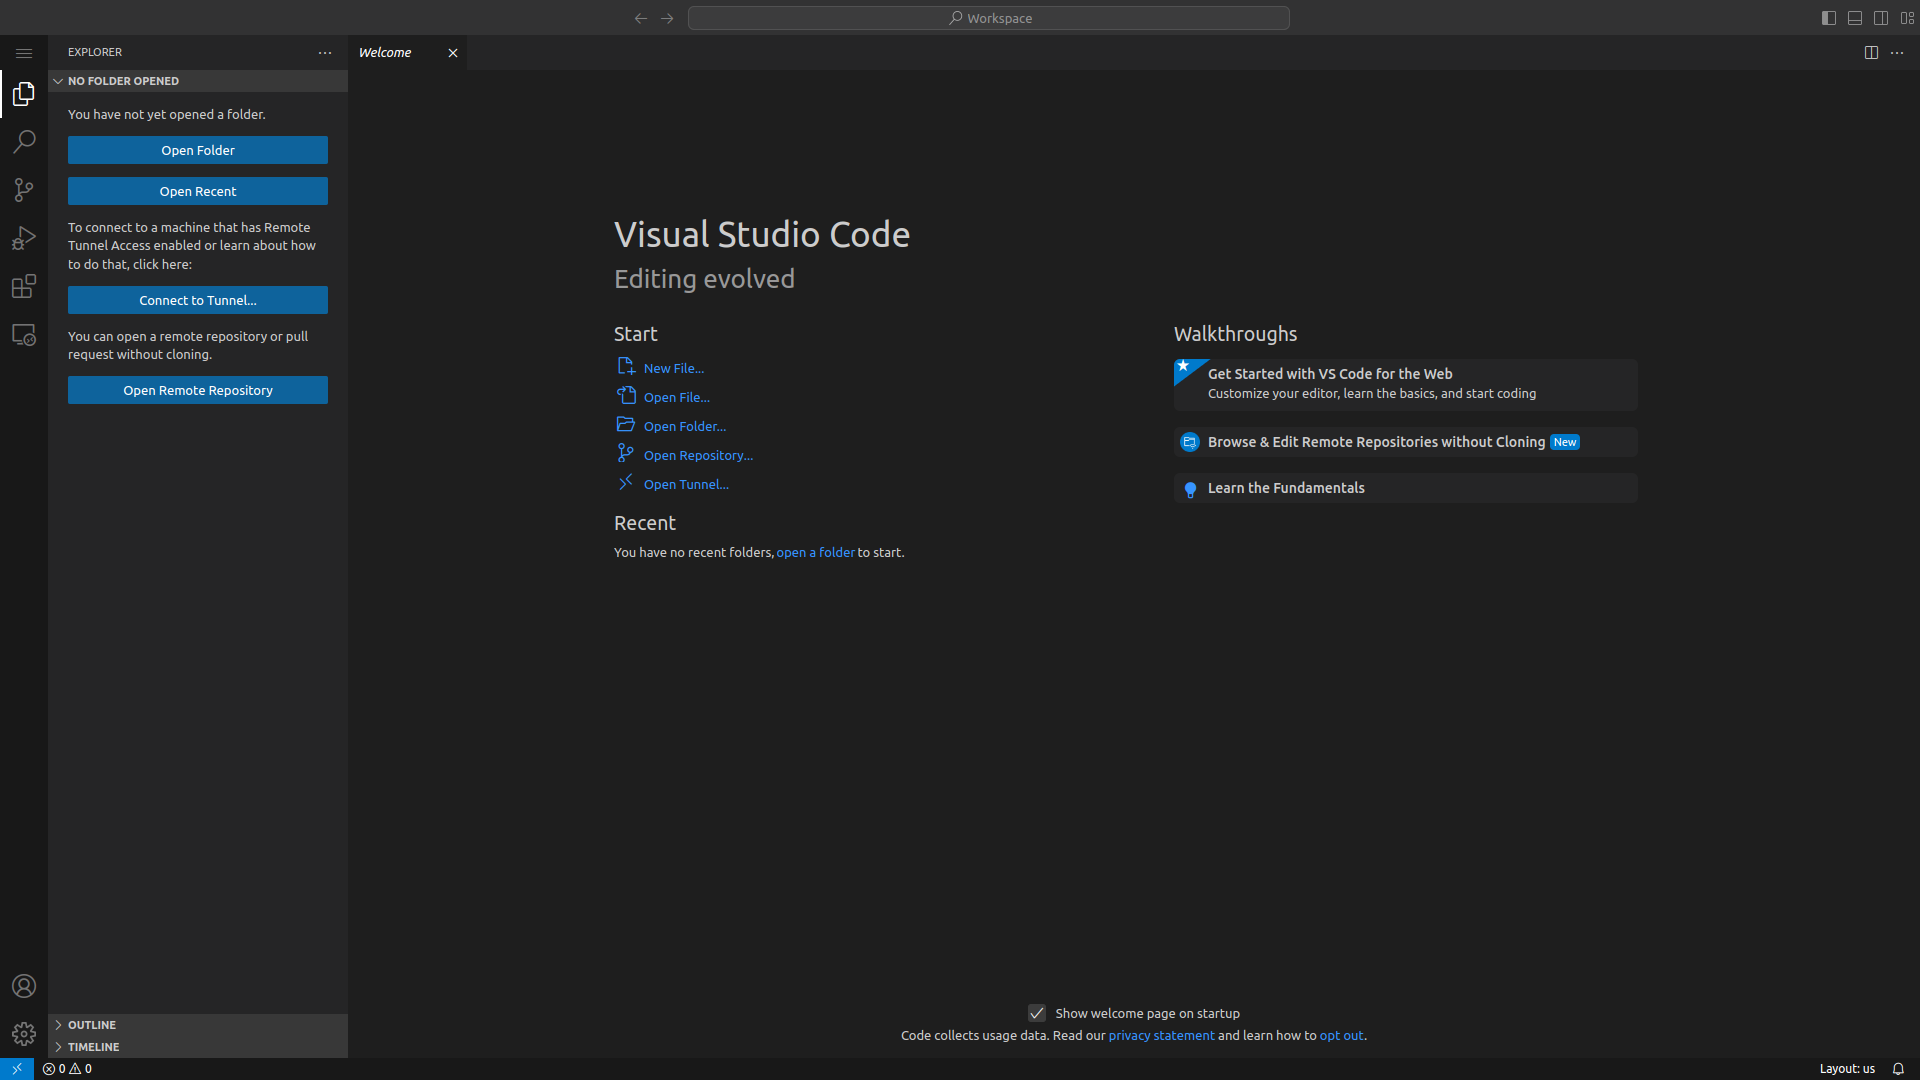 Workspace
EXPLORER
NO FOLDER OPENED
You have not yet opened a folder.
Open Folder
Open Recent
To connect to a machine that has Remote
Tunnel Access enabled or learn about how
to do that, click here:
Connect to Tunnel...
You can open a remote repository or pull
request without cloning.
Open Remote Repository
OUTLINE
TIMELINE
Welcome
Visual Studio Code
Editing evolved
Start
New File...
Open File...
Open Folder...
Open Repository...
Open Tunnel...
Recent
You have no recent folders, open a folder to start.
Walkthroughs
Get Started with VS Code for the Web
Customize your editor, learn the basics, and start coding
Browse & Edit Remote Repositories without Cloning New
Learn the Fundamentals
Show welcome page on startup
Code collects usage data. Read our privacy statement and learn how to opt out.
0 0
Layout: us